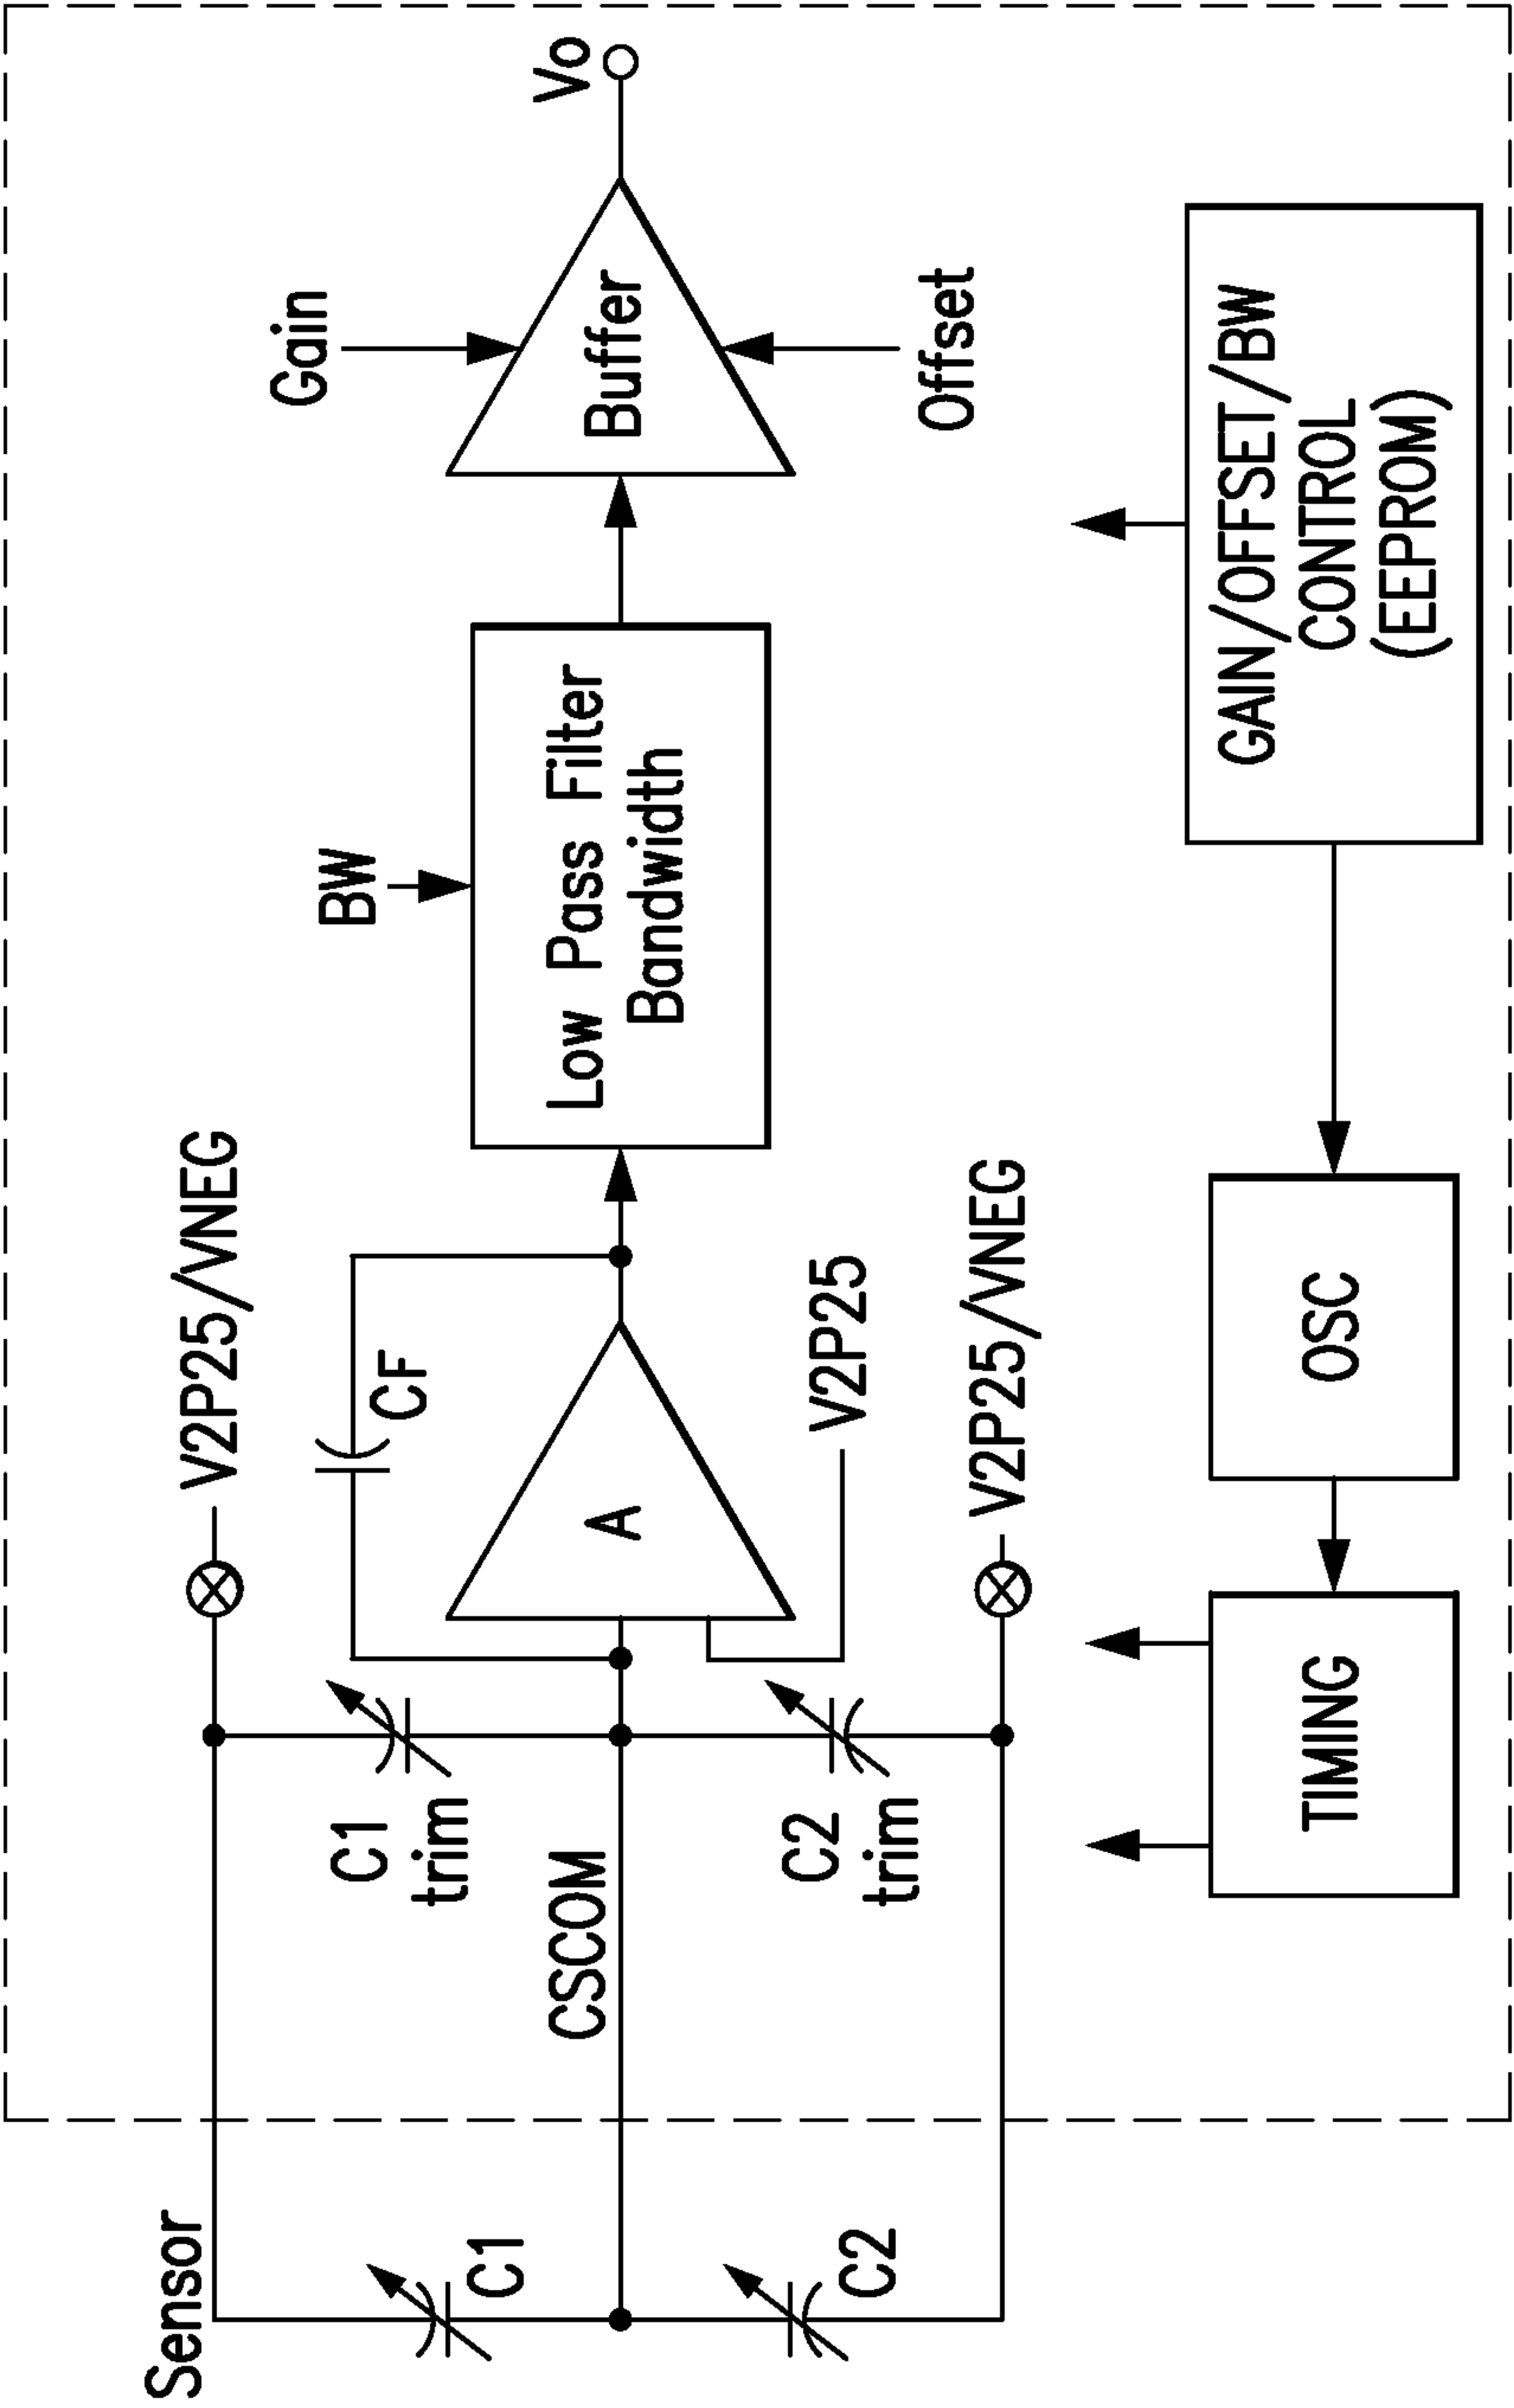 Sensor
C1
C2
V2P25/VNEG
C1
trim
CSCOM
C2
trim
CF
A
V2P25
V2P25/VNEG
BW
Low Pass Filter
Bandwidth
Gain
Buffer
Offset
Vo
TIMING
OSC
GAIN/OFFSET/BW
CONTROL
(EEPROM)